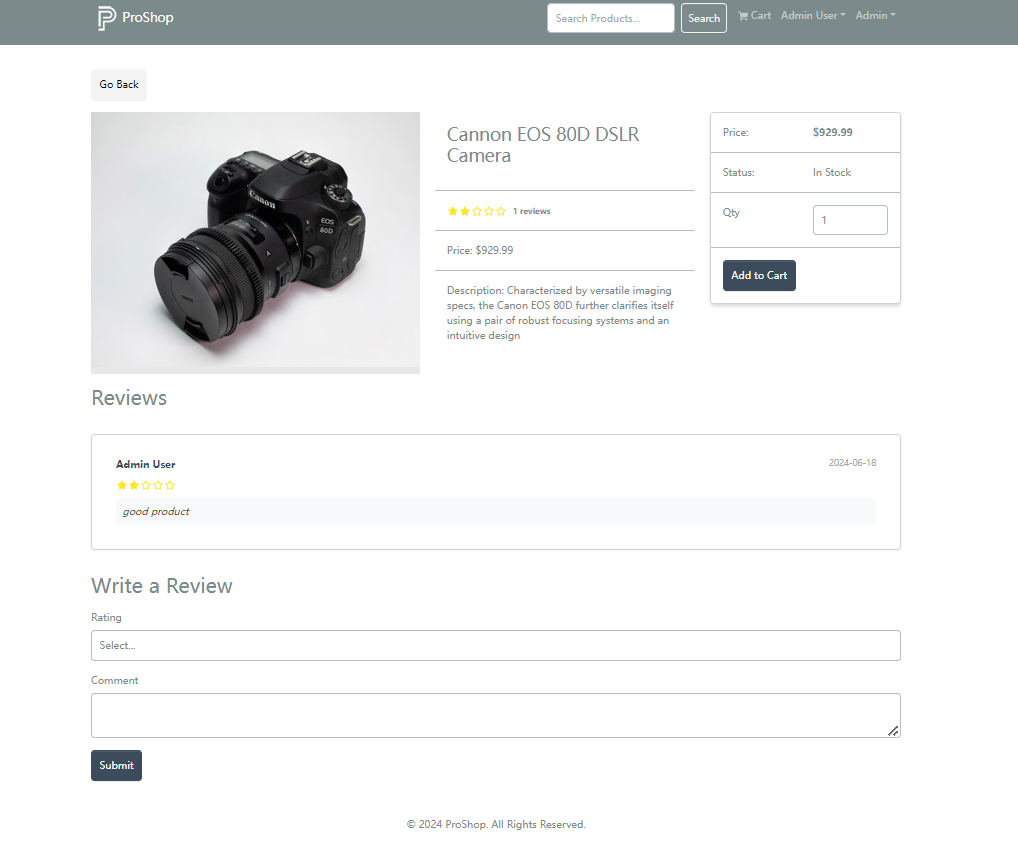 ProShop
Search Products...
Search
Cart
Admin User
Admin
Go Back
Canon
EOS
80D
Cannon EOS 80D DSLR
Camera
1 reviews
Price: $929.99
Description: Characterized by versatile imaging
specs, the Canon EOS 80D further clarifies itself
using a pair of robust focusing systems and an
intuitive design
Price: $929.99
Status: In Stock
Qty 1
Add to Cart
Reviews
Admin User 2024-06-18
good product
Write a Review
Rating
Select...
Comment
Submit
© 2024 ProShop. All Rights Reserved.